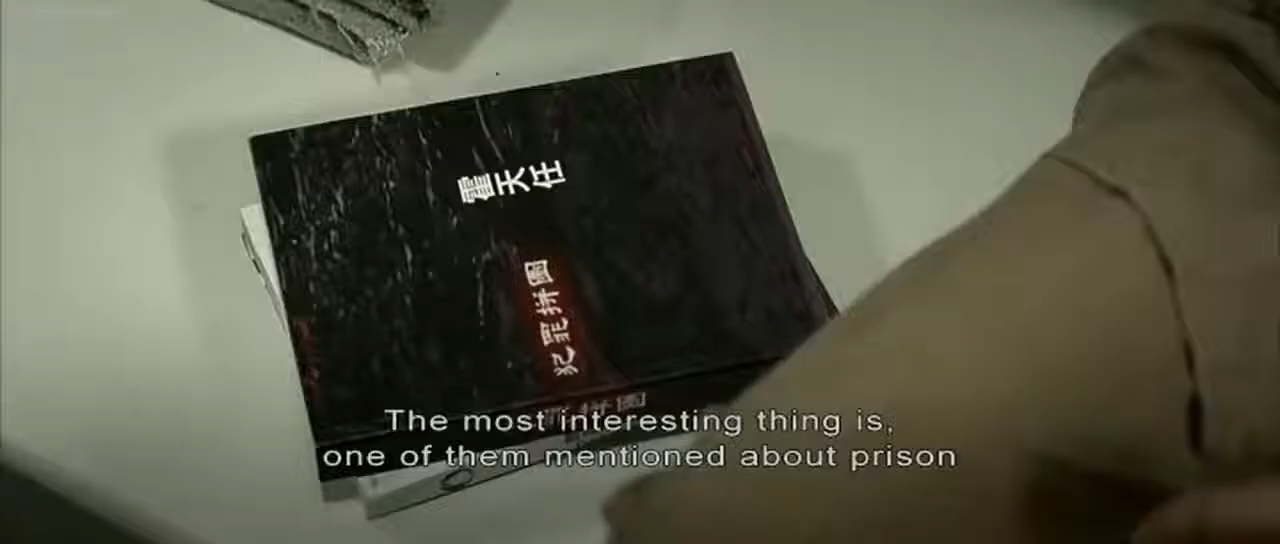 霍天任
犯罪拼圖
The most interesting thing is,
one of them mentioned about prison